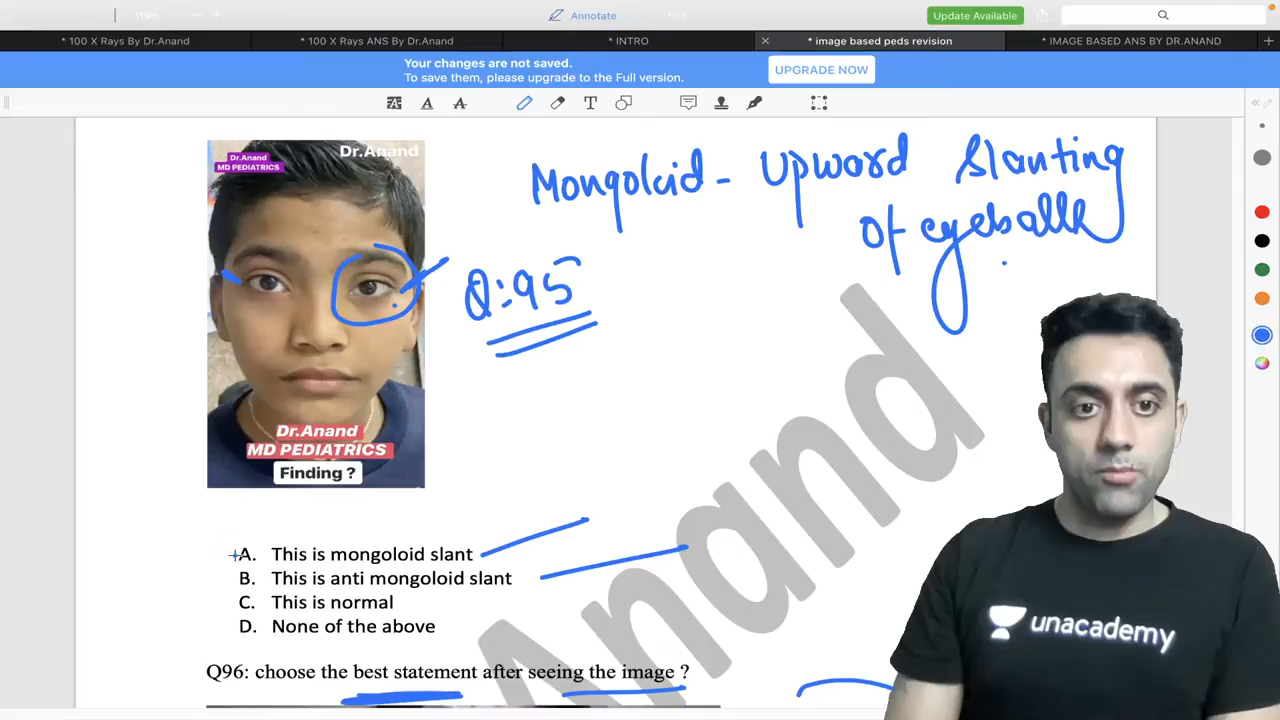 119%
Annotate
Full
Update Available
* 100 X Rays By Dr.Anand
* 100 X Rays ANS By Dr.Anand
* INTRO
* image based peds revision
* IMAGE BASED ANS BY DR.ANAND
Your changes are not saved.
To save them, please upgrade to the Full version.
UPGRADE NOW
Dr.Anand
MD PEDIATRICS
Dr.Anand
Mongoloid - Upward Slanting
of eyeballs
Q:95
Dr.Anand
MD PEDIATRICS
Finding ?
Anand
A. This is mongoloid slant
B. This is anti mongoloid slant
C. This is normal
D. None of the above
Q96: choose the best statement after seeing the image ?
unacademy